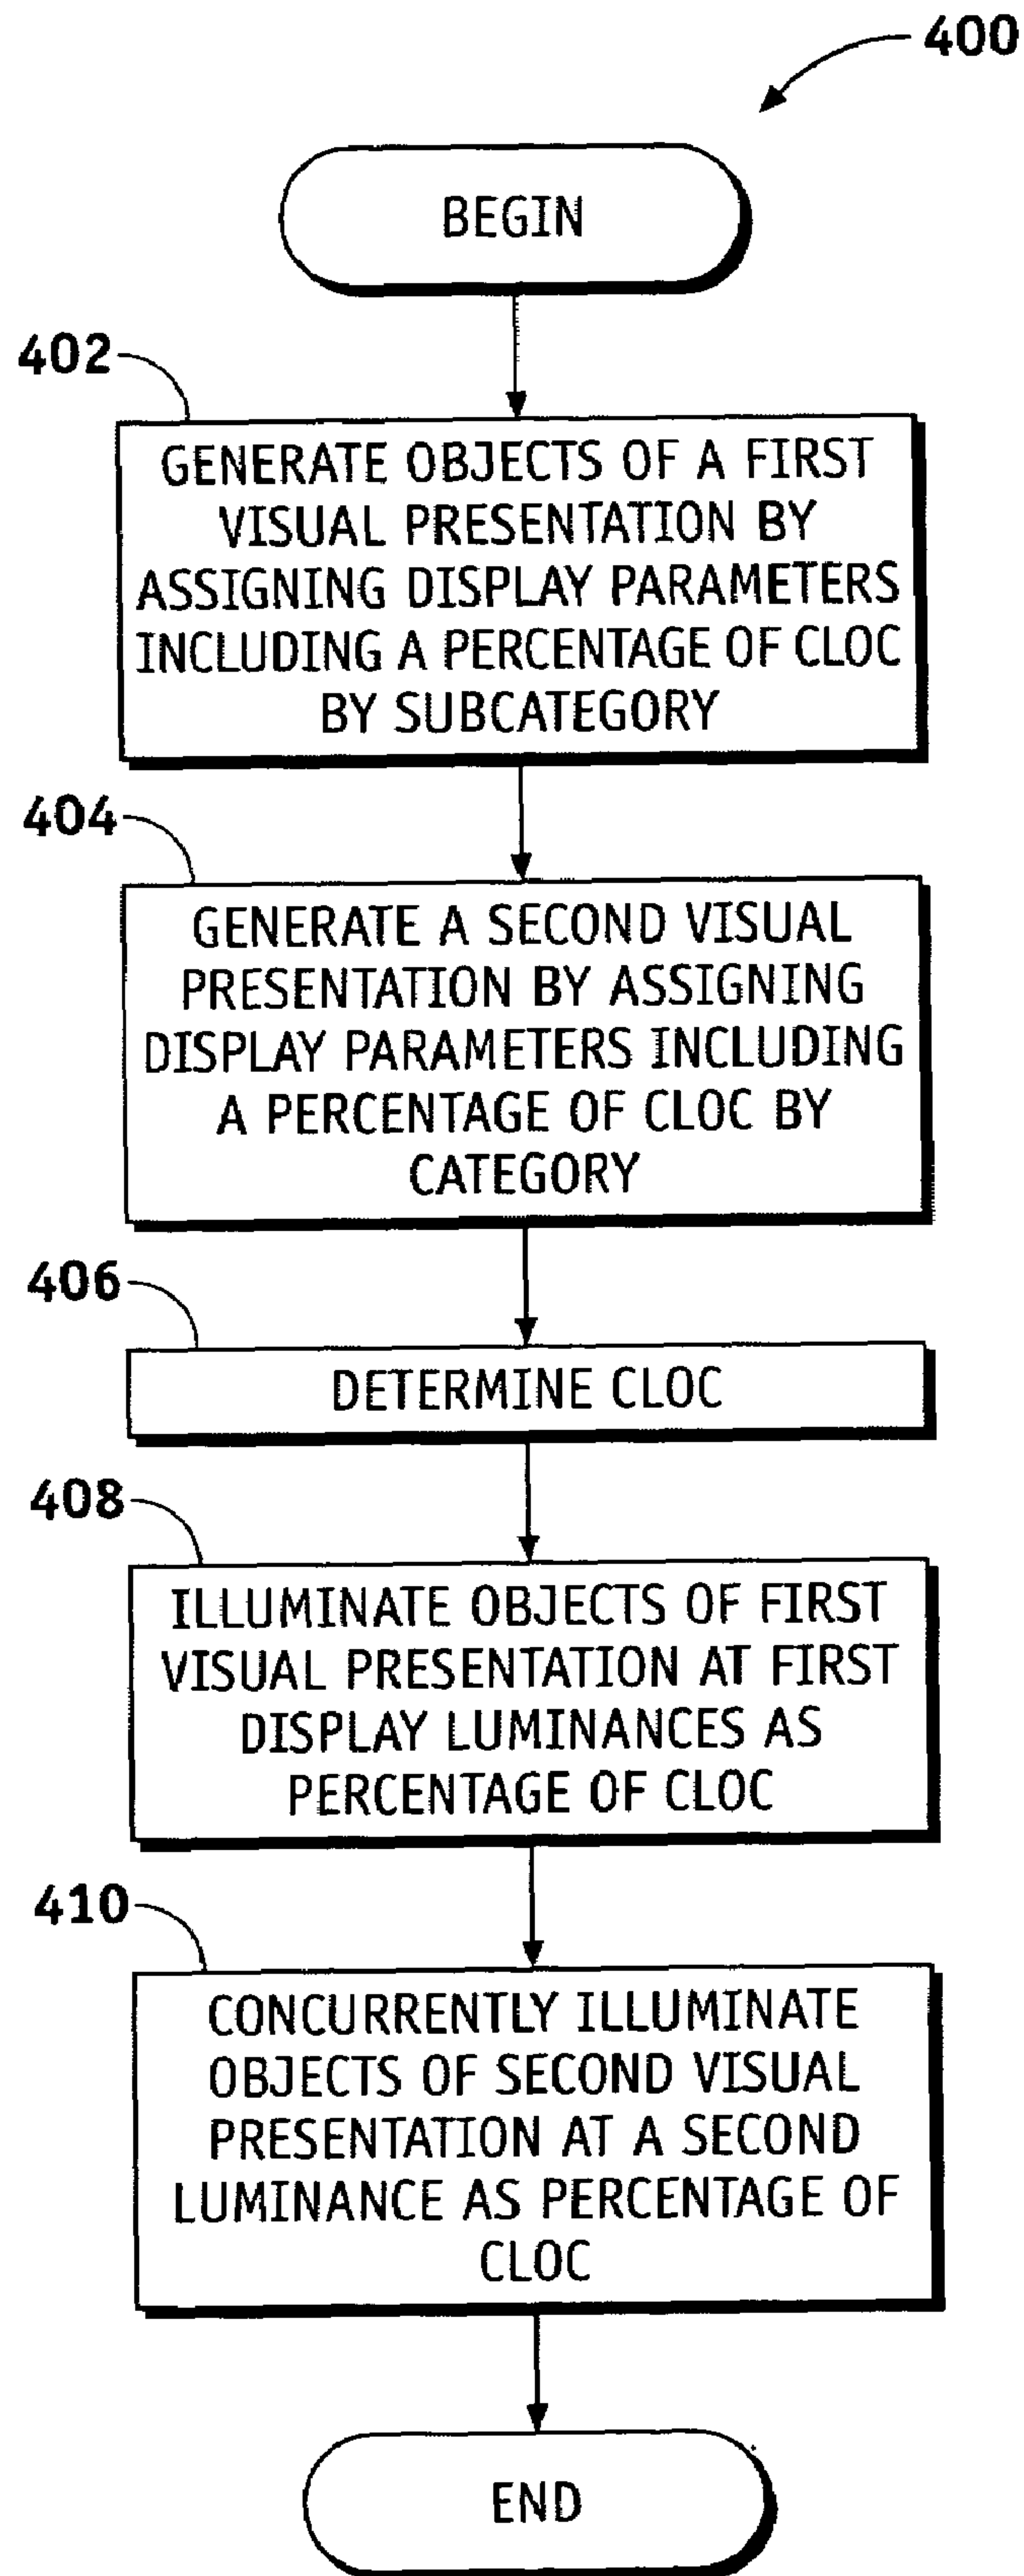 400
BEGIN
402
GENERATE OBJECTS OF A FIRST
VISUAL PRESENTATION BY
ASSIGNING DISPLAY PARAMETERS
INCLUDING A PERCENTAGE OF CLOC
BY SUBCATEGORY
404
GENERATE A SECOND VISUAL
PRESENTATION BY ASSIGNING
DISPLAY PARAMETERS INCLUDING
A PERCENTAGE OF CLOC BY
CATEGORY
406
DETERMINE CLOC
408
ILLUMINATE OBJECTS OF FIRST
VISUAL PRESENTATION AT FIRST
DISPLAY LUMINANCES AS
PERCENTAGE OF CLOC
410
CONCURRENTLY ILLUMINATE
OBJECTS OF SECOND VISUAL
PRESENTATION AT A SECOND
LUMINANCE AS PERCENTAGE OF
CLOC
END